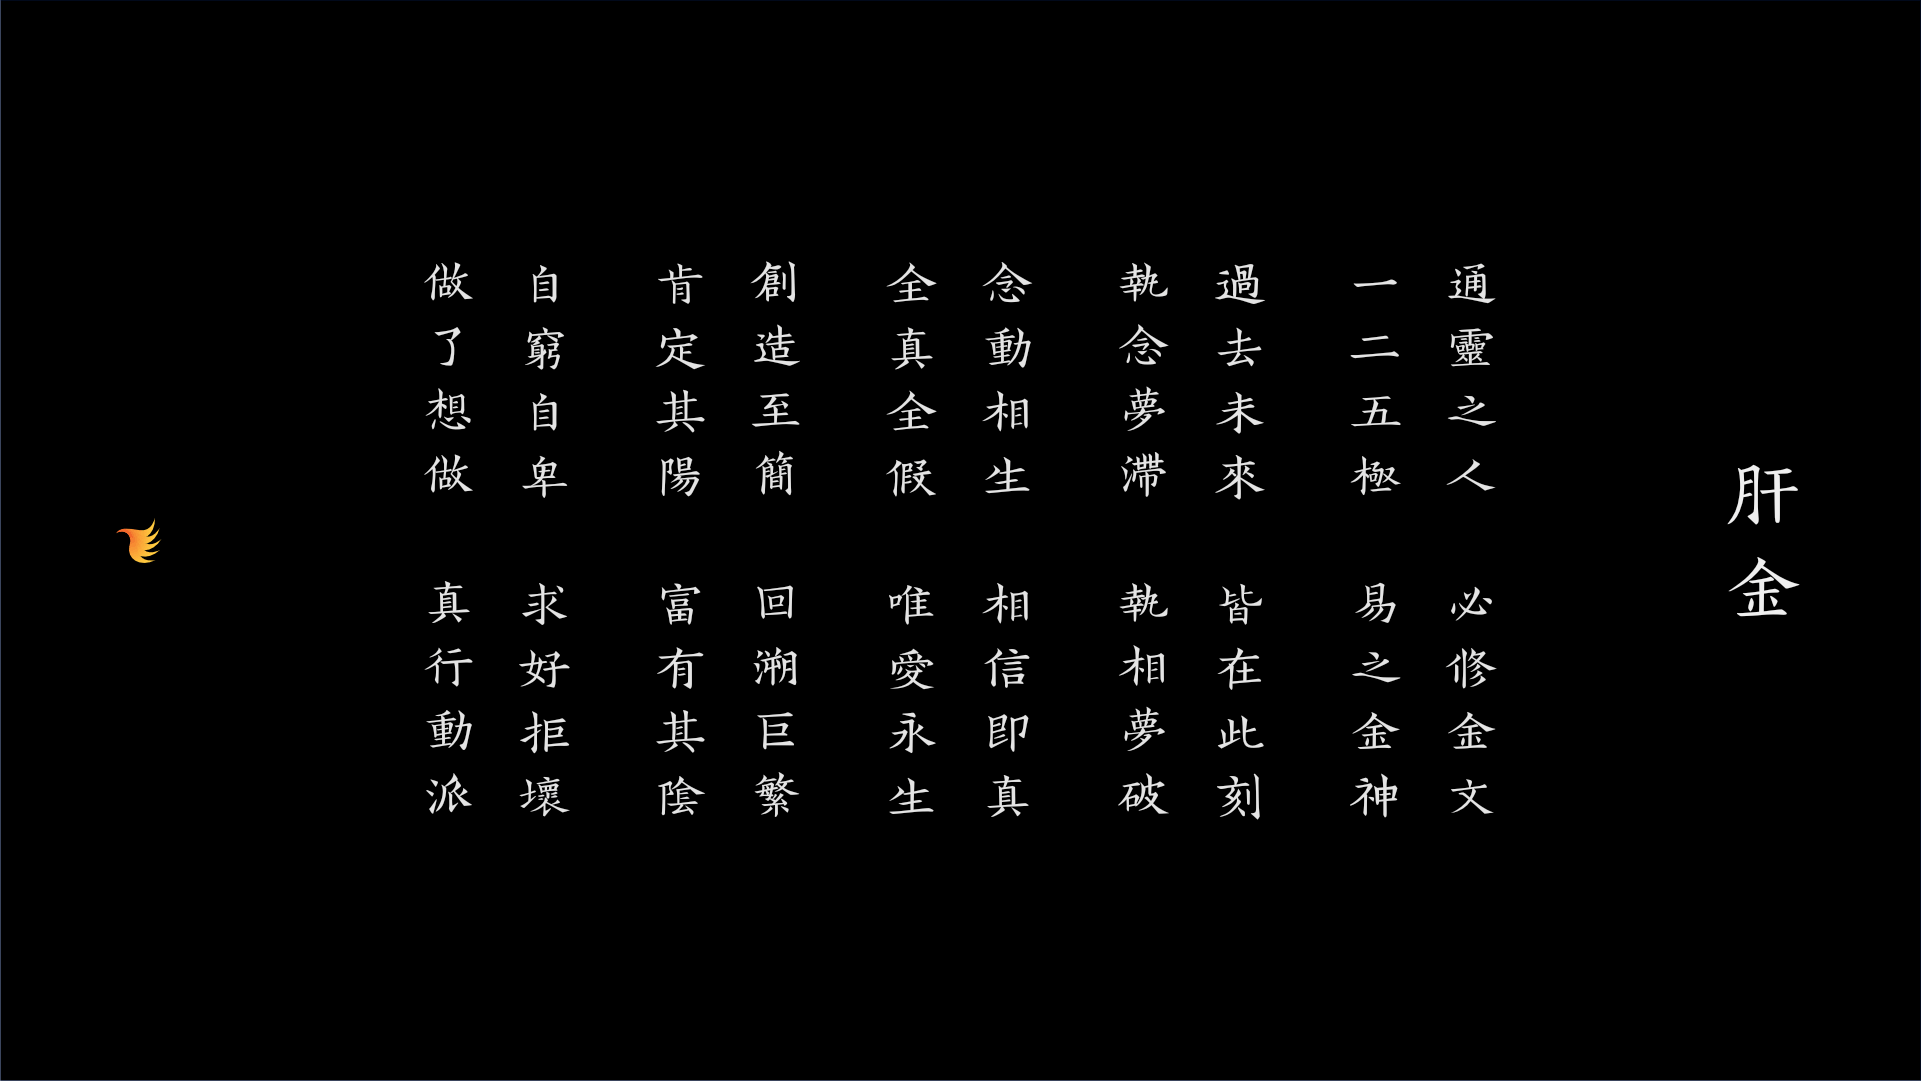 肝金
通靈之人 必修金文
一二五極 易之金神
過去未來 皆在此刻
執念夢滯 執相夢破
念動相生 相信即真
全真全假 唯愛永生
創造至簡 回溯巨繁
肯定其陽 富有其陰
自窮自卑 求好拒壞
做了想做 真行動派